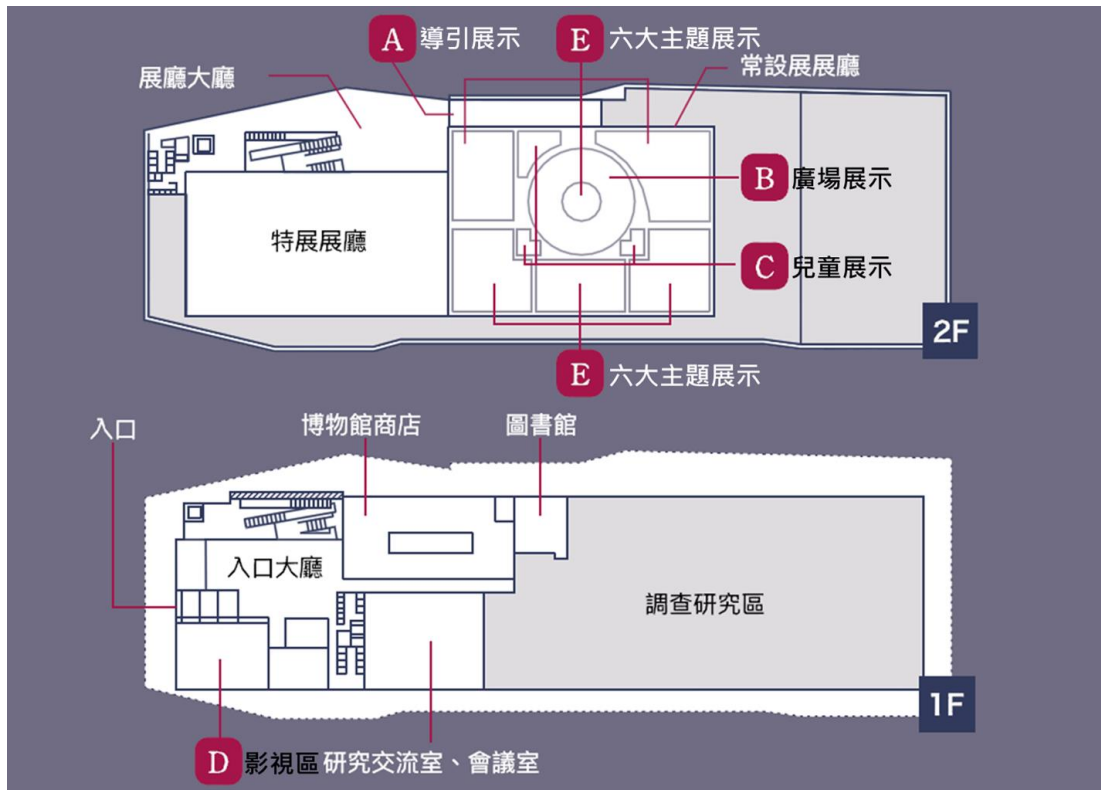 A 導引展示
E 六大主題展示
展廳大廳
常設展展廳
B 廣場展示
特展展廳
C 兒童展示
2F
E 六大主題展示
入口
博物館商店
圖書館
入口大廳
調查研究區
1F
D 影視區
研究交流室、會議室